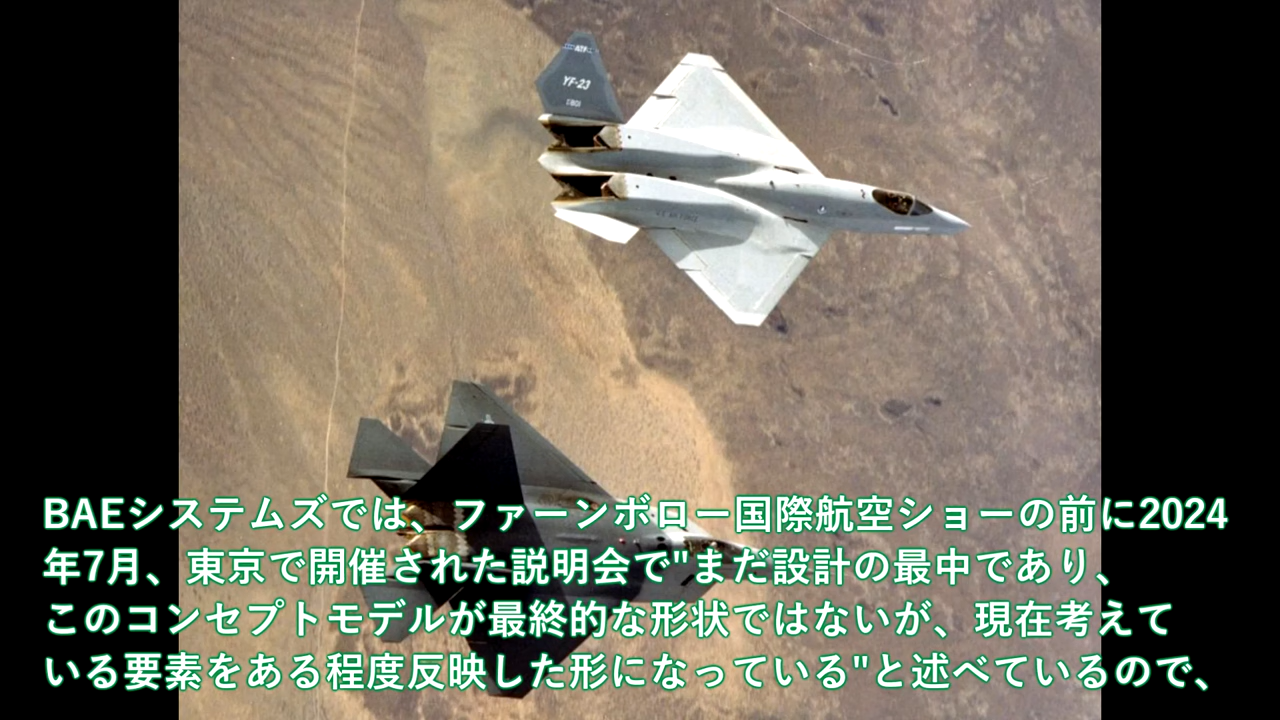 ATF
YF-23
U.S. AIR FORCE
BAEシステムズでは、ファーンボロー国際航空ショーの前に2024
年7月、東京で開催された説明会で"まだ設計の最中であり、
このコンセプトモデルが最終的な形状ではないが、現在考えて
いる要素をある程度反映した形になっている"と述べているので、